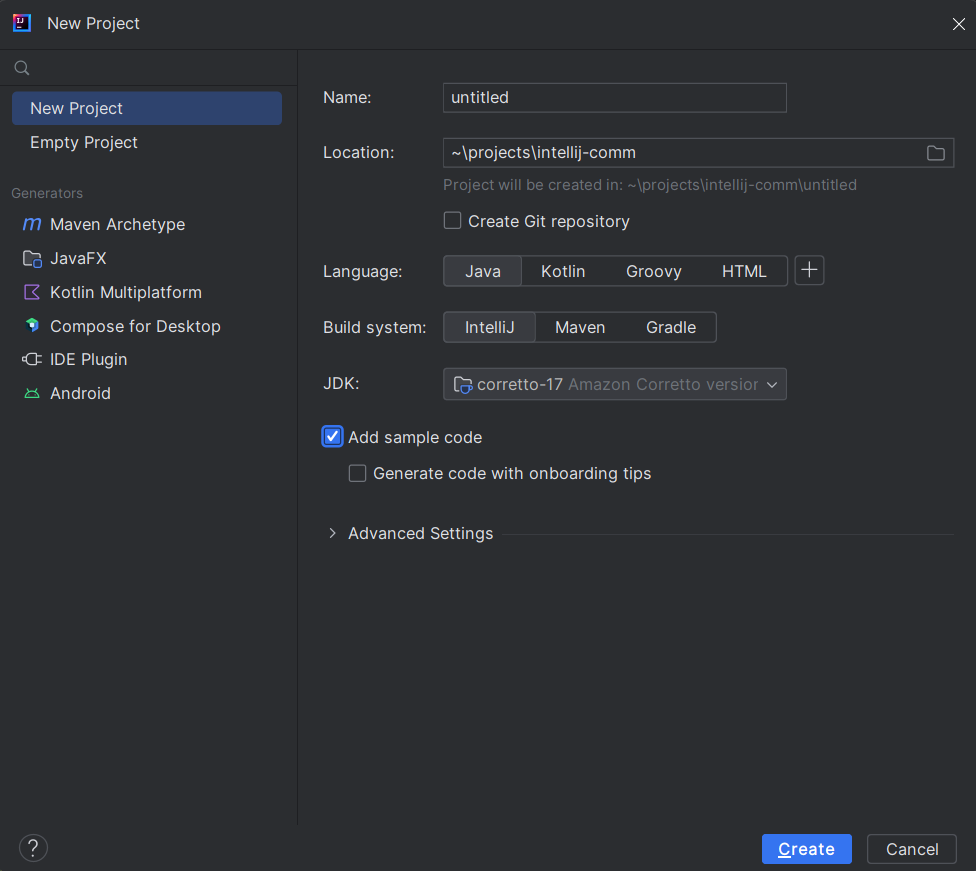 New Project
New Project
Empty Project
Generators
Maven Archetype
JavaFX
Kotlin Multiplatform
Compose for Desktop
IDE Plugin
Android
Name: untitled
Location: ~\projects\intellij-comm
Project will be created in: ~\projects\intellij-comm\untitled
Create Git repository
Language: Java Kotlin Groovy HTML
Build system: IntelliJ Maven Gradle
JDK: corretto-17 Amazon Corretto version
Add sample code
Generate code with onboarding tips
Advanced Settings
? Create Cancel